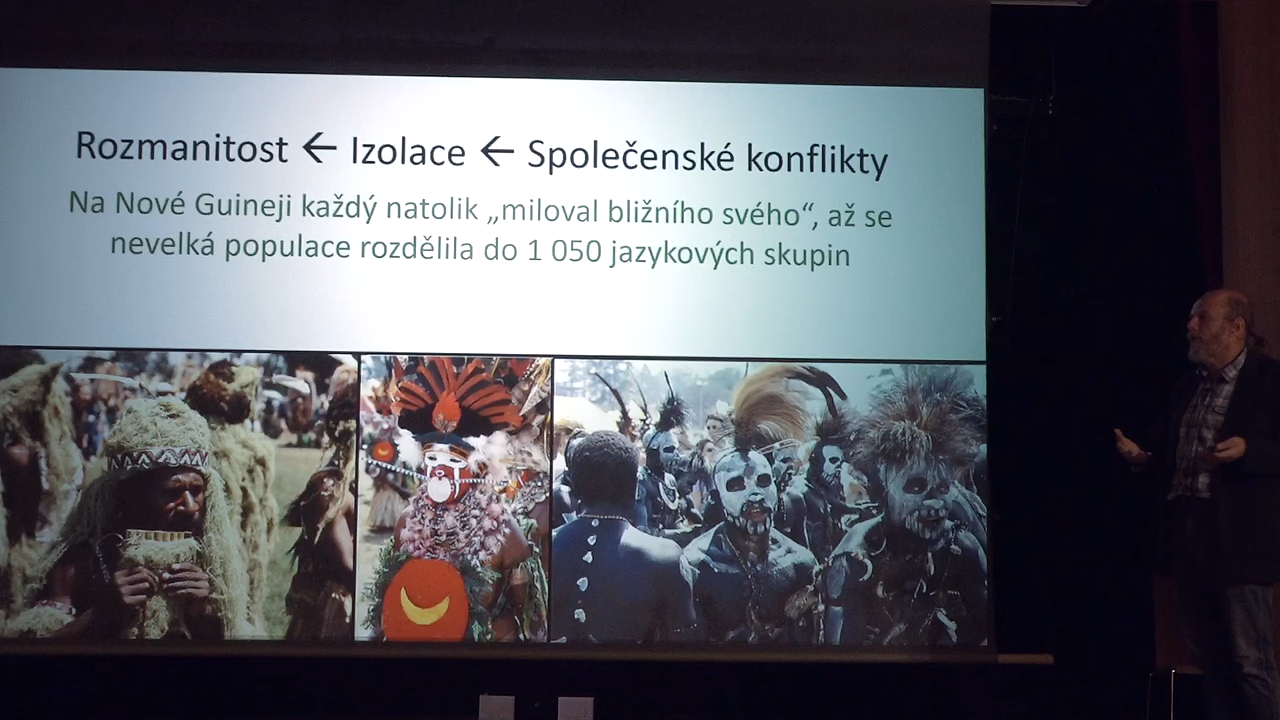 Rozmanitost ← Izolace ← Společenské konflikty
Na Nové Guineji každý natolik „miloval bližního svého“, až se
nevelká populace rozdělila do 1 050 jazykových skupin